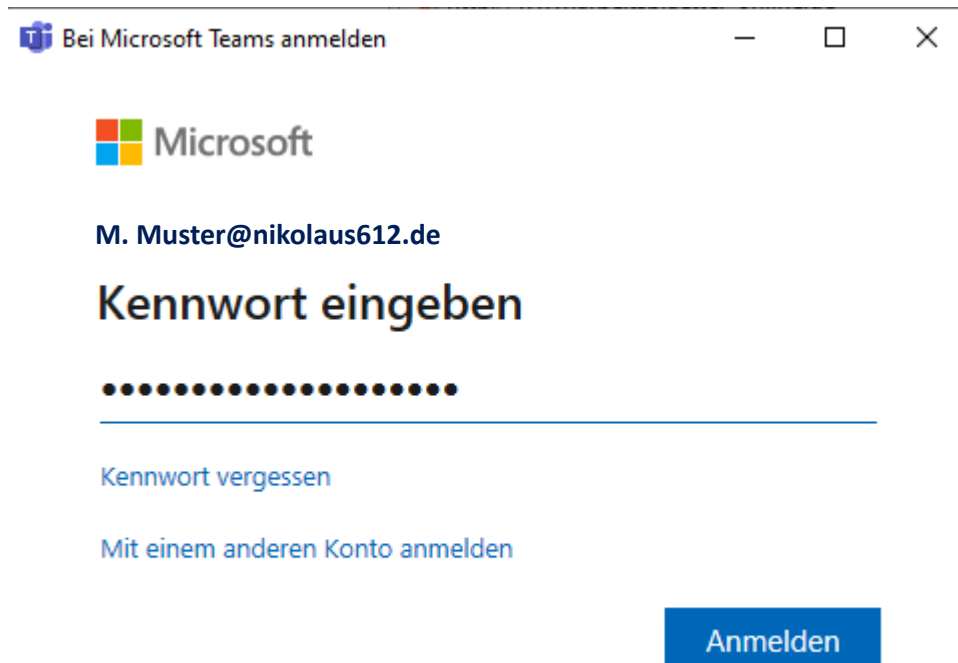 Bei Microsoft Teams anmelden
Microsoft
M. Muster@nikolaus612.de
Kennwort eingeben
••••••••••••••••••••
Kennwort vergessen
Mit einem anderen Konto anmelden
Anmelden